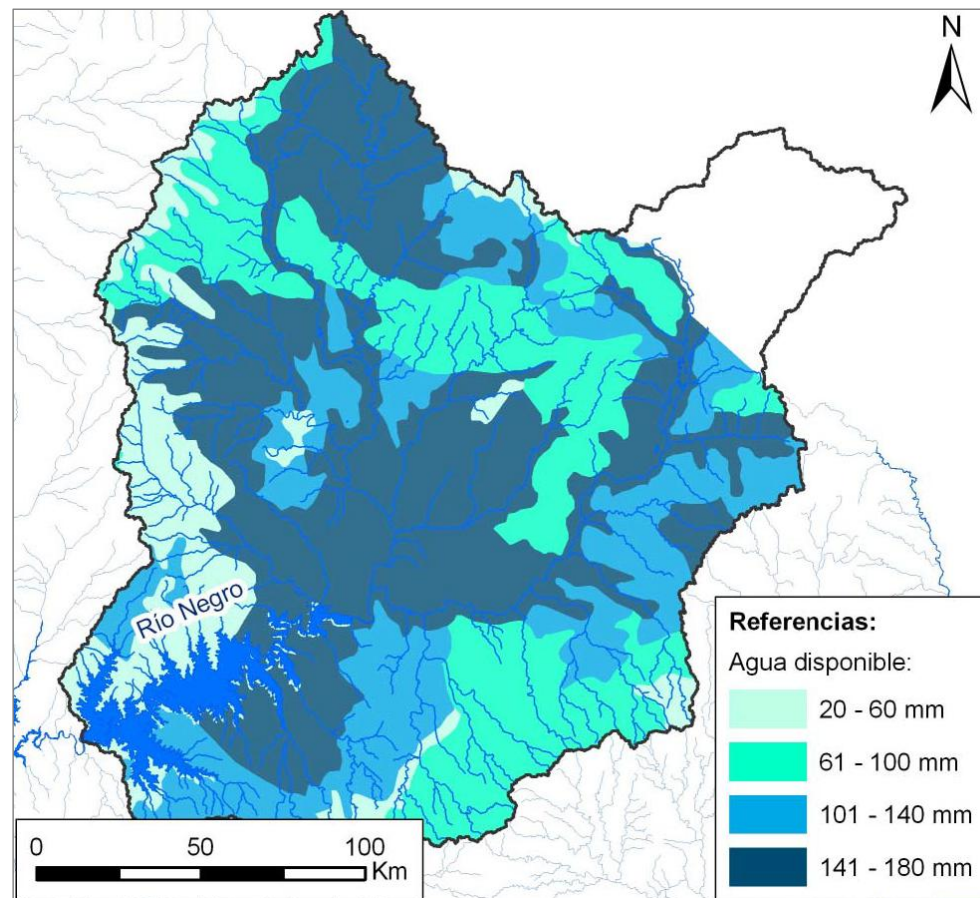 N
Río Negro
Referencias:
Agua disponible:
20 - 60 mm
61 - 100 mm
101 - 140 mm
141 - 180 mm
0 50 100
Km